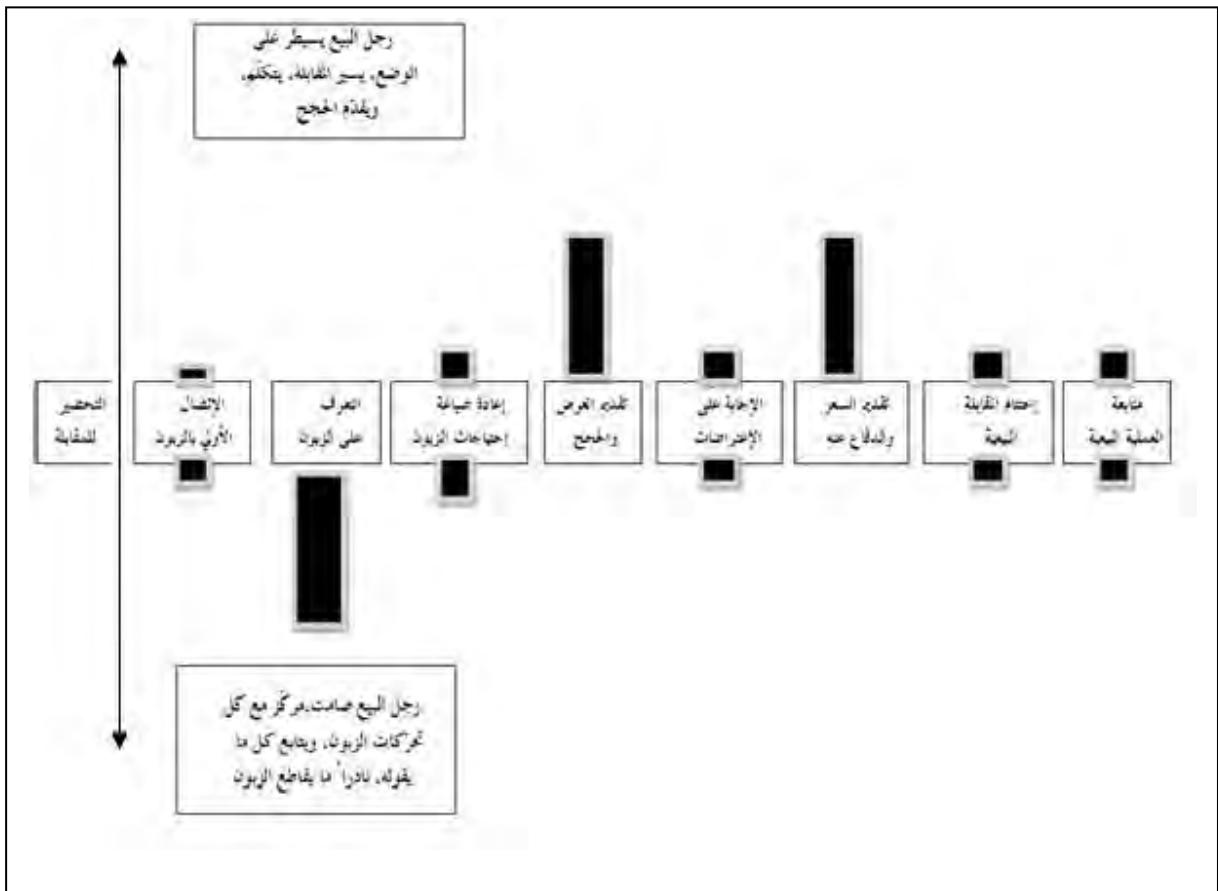 رجل البيع يسيطر على
الوضع، يسير المقابلة، يتكلم،
ويقدم الحجج
التحضير
للمقابلة
الإتصال
الأولي بالزبون
التعرف
على الزبون
إعادة صياغة
إحتياجات الزبون
تقديم العرض
والحجج
الإجابة على
الإعتراضات
تقديم السعر
والدفاع عنه
إختتام المقابلة
البيعية
متابعة
العملية البيعية
رجل البيع صامت،مركّز مع كل
تحركات الزبون، ويتابع كل ما
يقوله، نادراً ما يقاطع الزبون